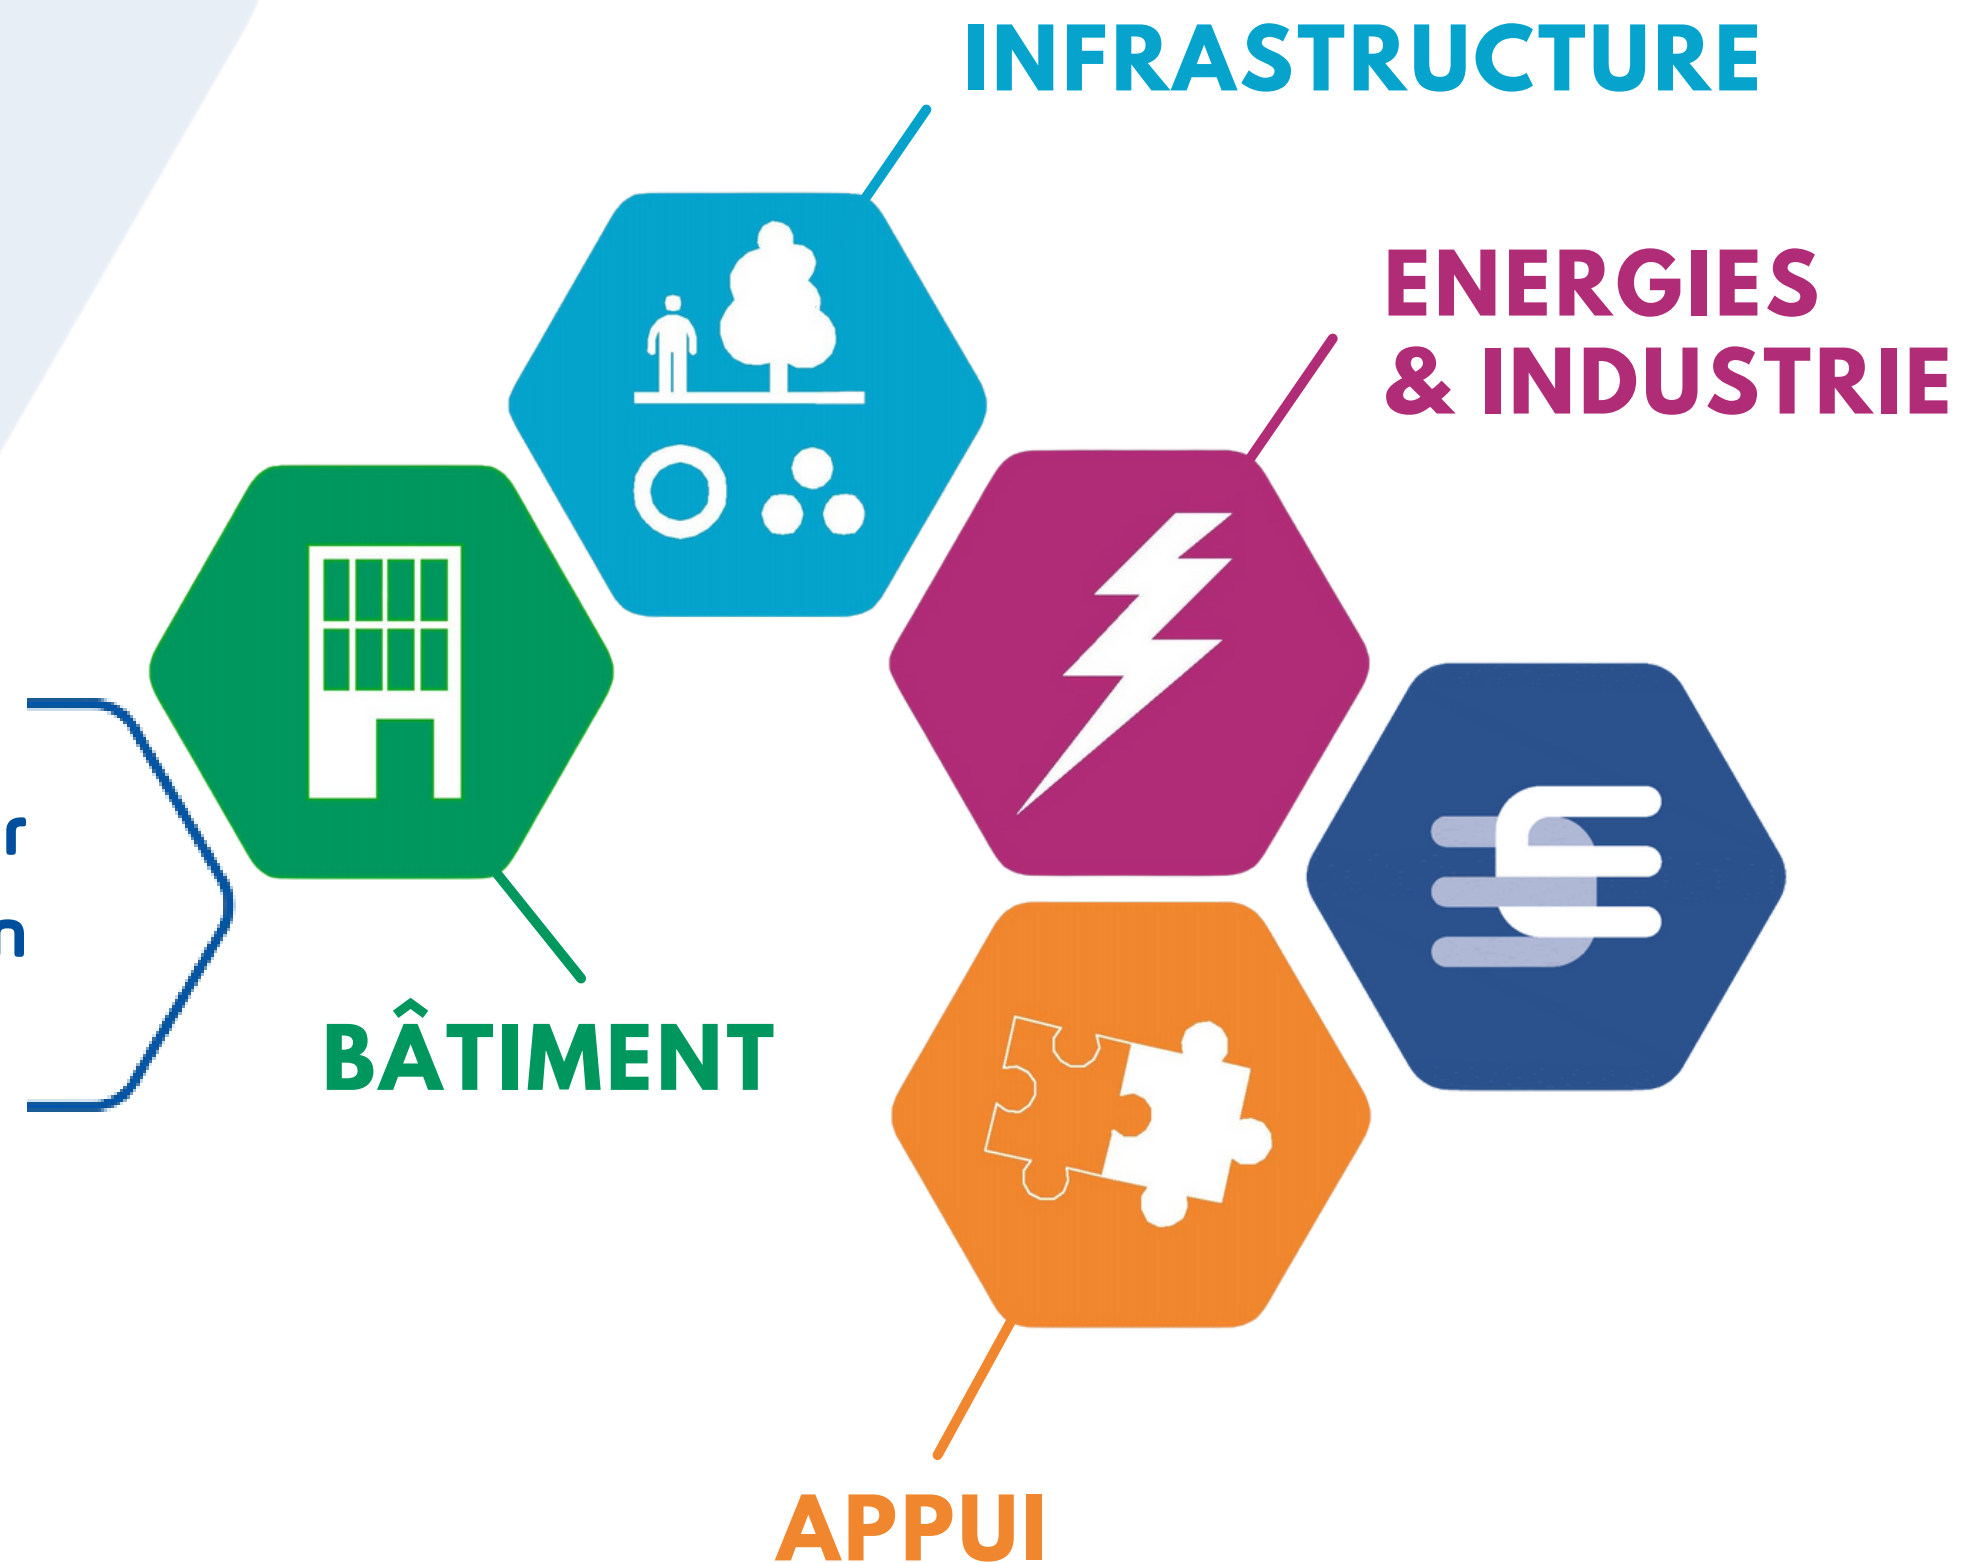 INFRASTRUCTURE
ENERGIES
& INDUSTRIE
r
n
BÂTIMENT
APPUI